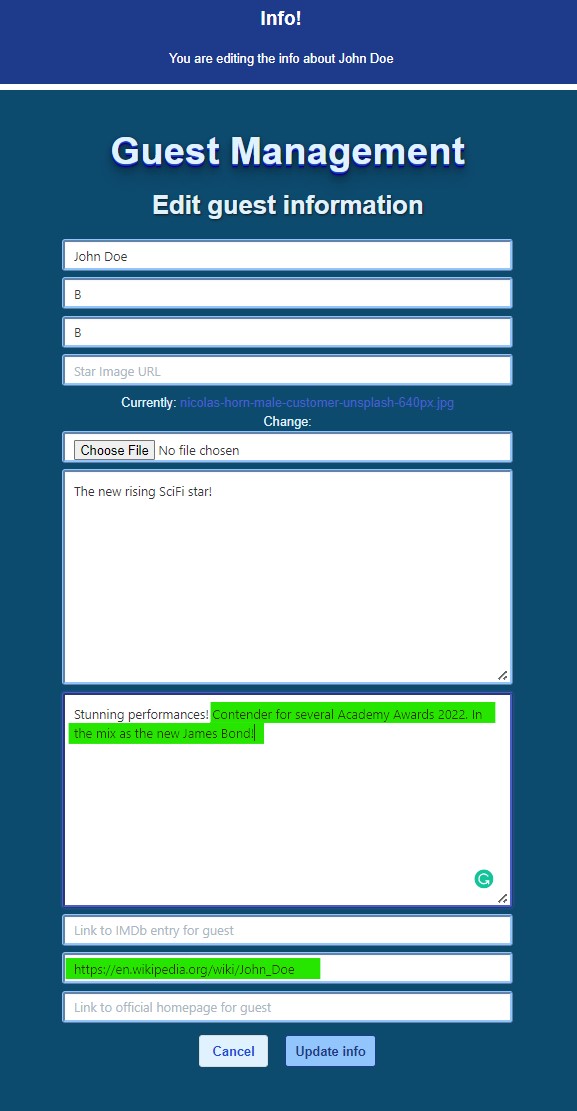 Info!
You are editing the info about John Doe
Guest Management
Edit guest information
John Doe
B
B
Star Image URL
Currently: nicolas-horn-male-customer-unsplash-640px.jpg
Change:
Choose File No file chosen
The new rising SciFi star!
Stunning performances! Contender for several Academy Awards 2022. In
the mix as the new James Bond!
Link to IMDb entry for guest
https://en.wikipedia.org/wiki/John_Doe
Link to official homepage for guest
Cancel Update info